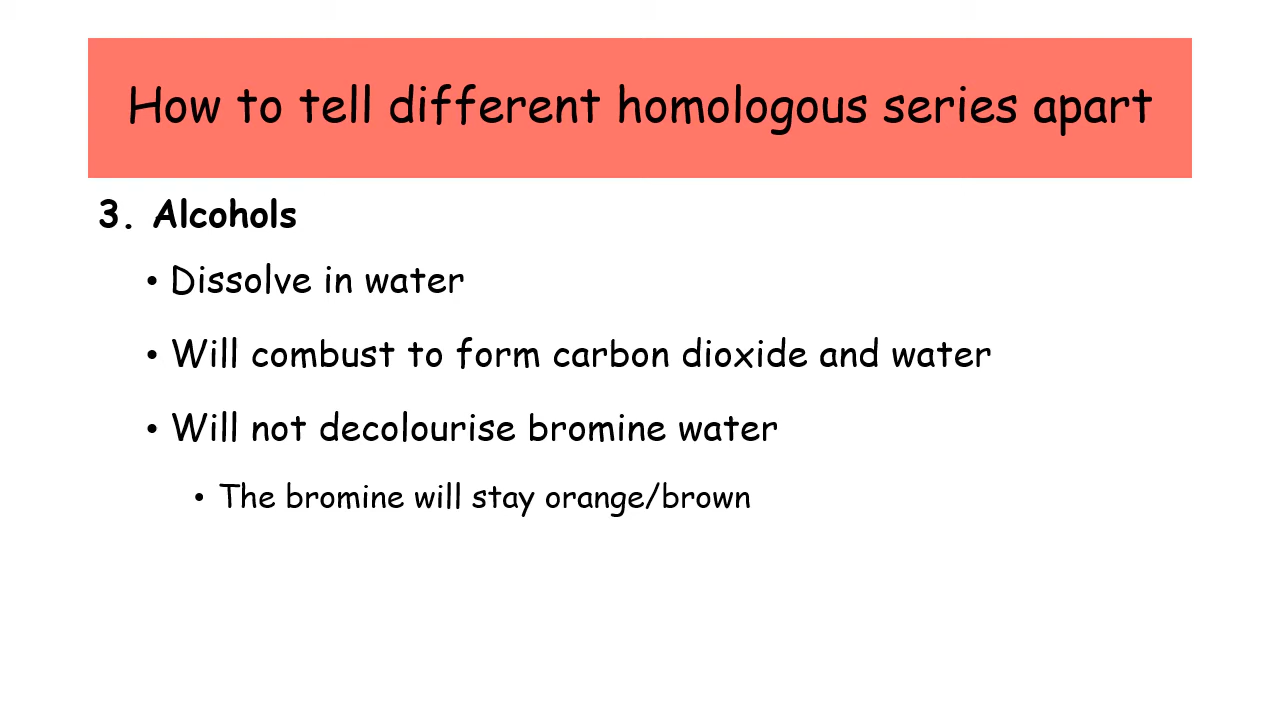 How to tell different homologous series apart
3. Alcohols
• Dissolve in water
• Will combust to form carbon dioxide and water
• Will not decolourise bromine water
• The bromine will stay orange/brown